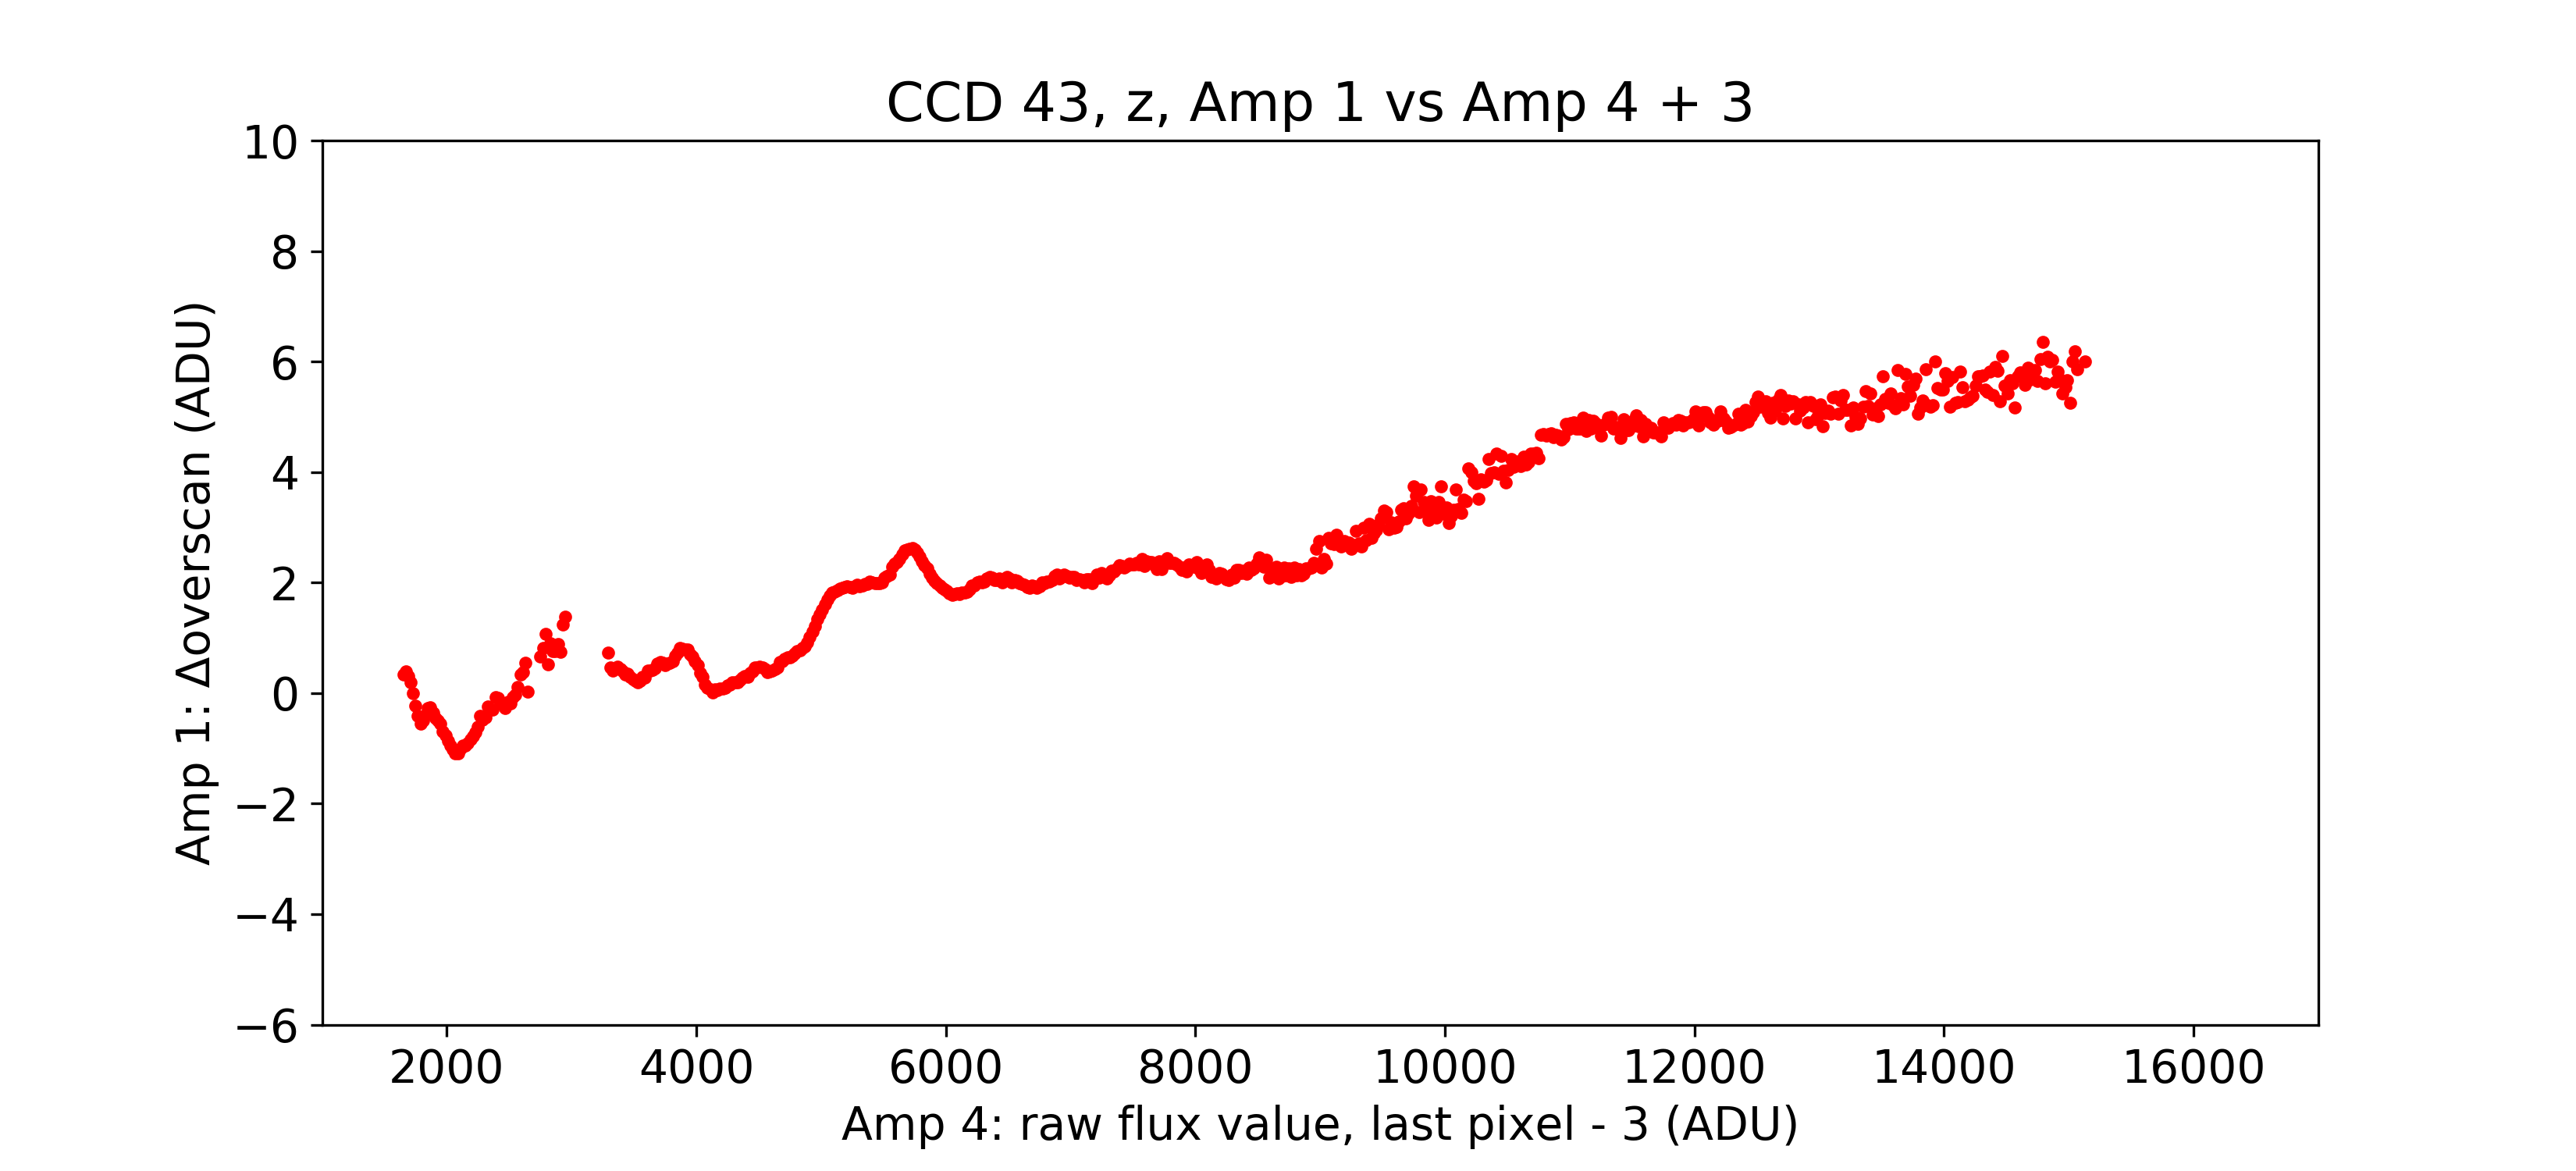 CCD 43, z, Amp 1 vs Amp 4 + 3
10
8
6
4
2
0
−2
−4
−6
Amp 1: Δoverscan (ADU)
2000 4000 6000 8000 10000 12000 14000 16000
Amp 4: raw flux value, last pixel - 3 (ADU)